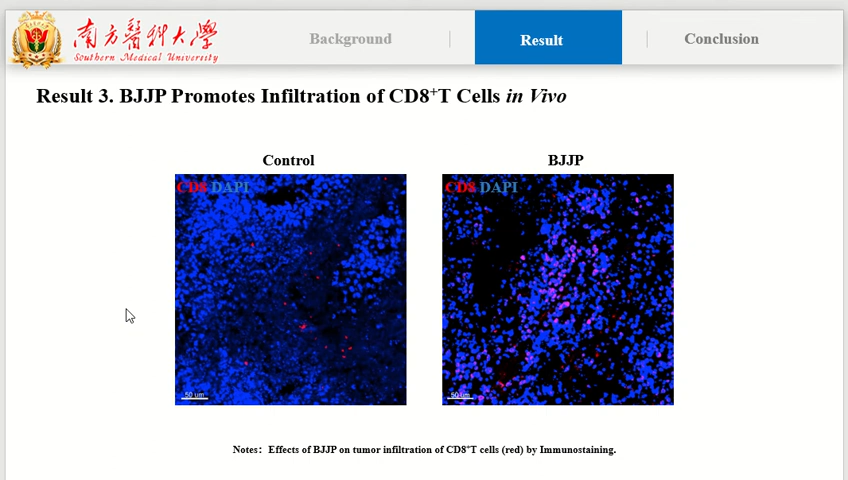 南方醫科大學
Southern Medical University
Background
Result
Conclusion
Result 3. BJJP Promotes Infiltration of CD8⁺T Cells in Vivo
Control
BJJP
CD8 DAPI
CD8 DAPI
50 um
50 um
Notes: Effects of BJJP on tumor infiltration of CD8⁺T cells (red) by Immunostaining.